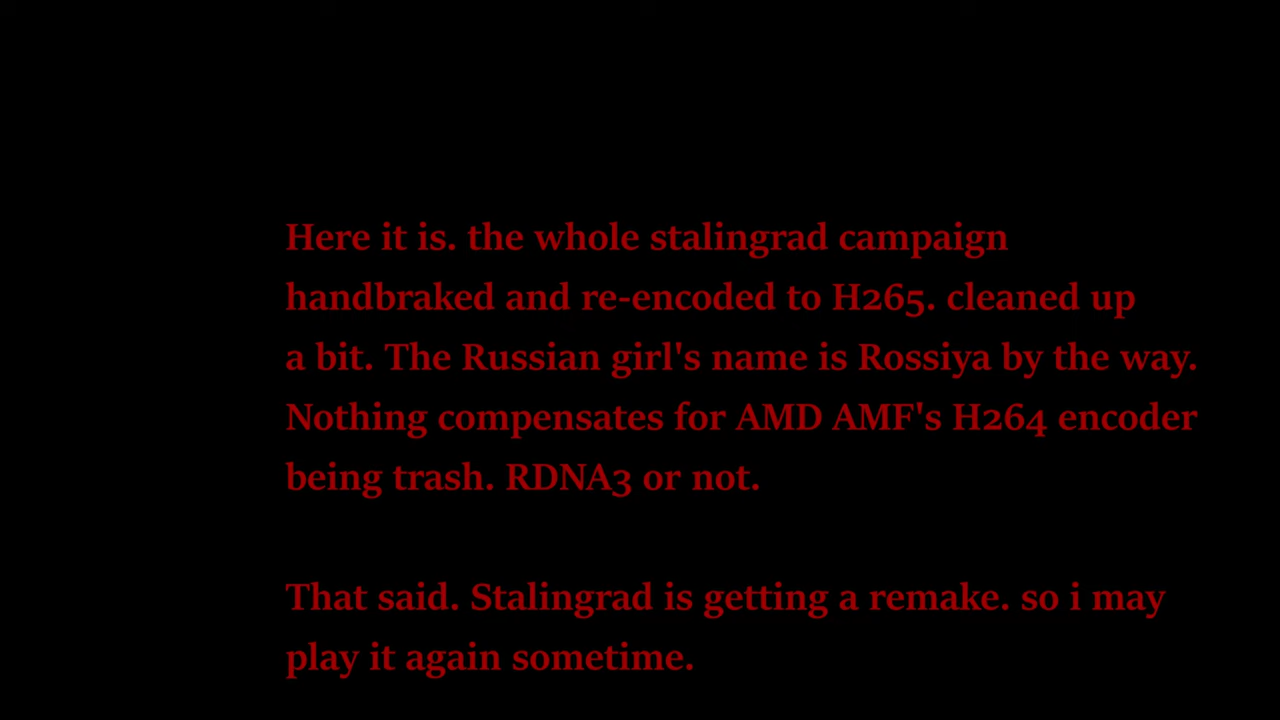 Here it is. the whole stalingrad campaign
handbraked and re-encoded to H265. cleaned up
a bit. The Russian girl's name is Rossiya by the way.
Nothing compensates for AMD AMF's H264 encoder
being trash. RDNA3 or not.
That said. Stalingrad is getting a remake. so i may
play it again sometime.